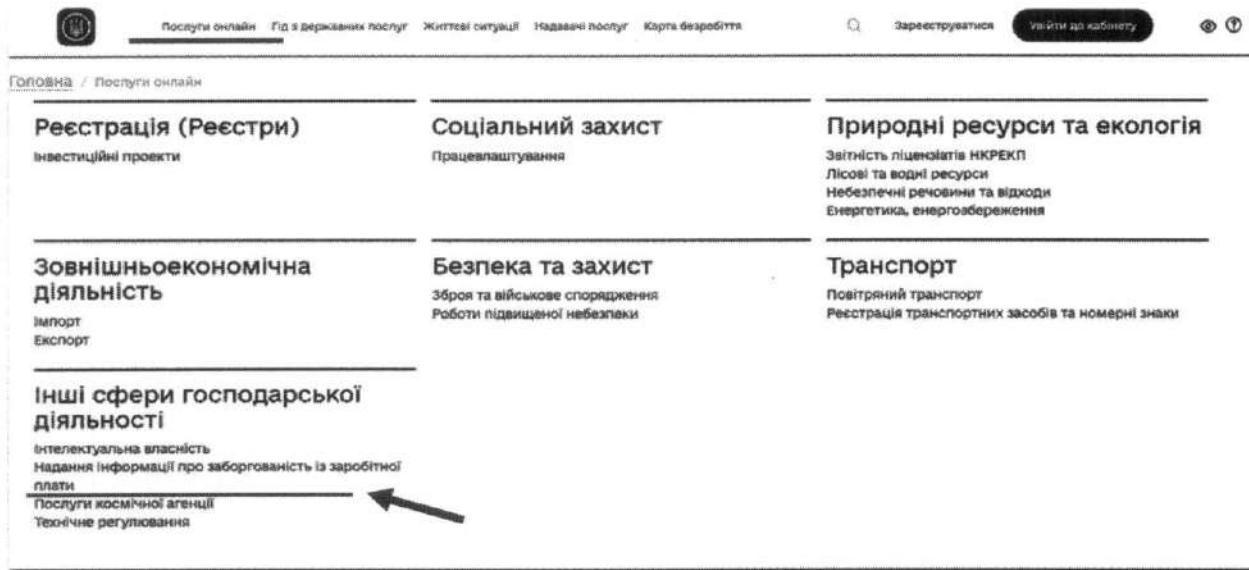 Послуги онлайн Гід з державних послуг Життєві ситуації Надавачі послуг Карта безробіття Зареєструватися Увійти до кабінету
Головна / Послуги онлайн
Реєстрація (Реєстри)
Інвестиційні проекти
Соціальний захист
Працевлаштування
Природні ресурси та екологія
Звітність ліцензіатів НКРЕКП
Лісові та водні ресурси
Небезпечні речовини та відходи
Енергетика, енергозбереження
Зовнішньоекономічна
діяльність
Імпорт
Експорт
Безпека та захист
Зброя та військове спорядження
Роботи підвищеної небезпеки
Транспорт
Повітряний транспорт
Реєстрація транспортних засобів та номерні знаки
Інші сфери господарської
діяльності
Інтелектуальна власність
Надання інформації про заборгованість із заробітної
плати
Послуги космічної агенції
Технічне регулювання